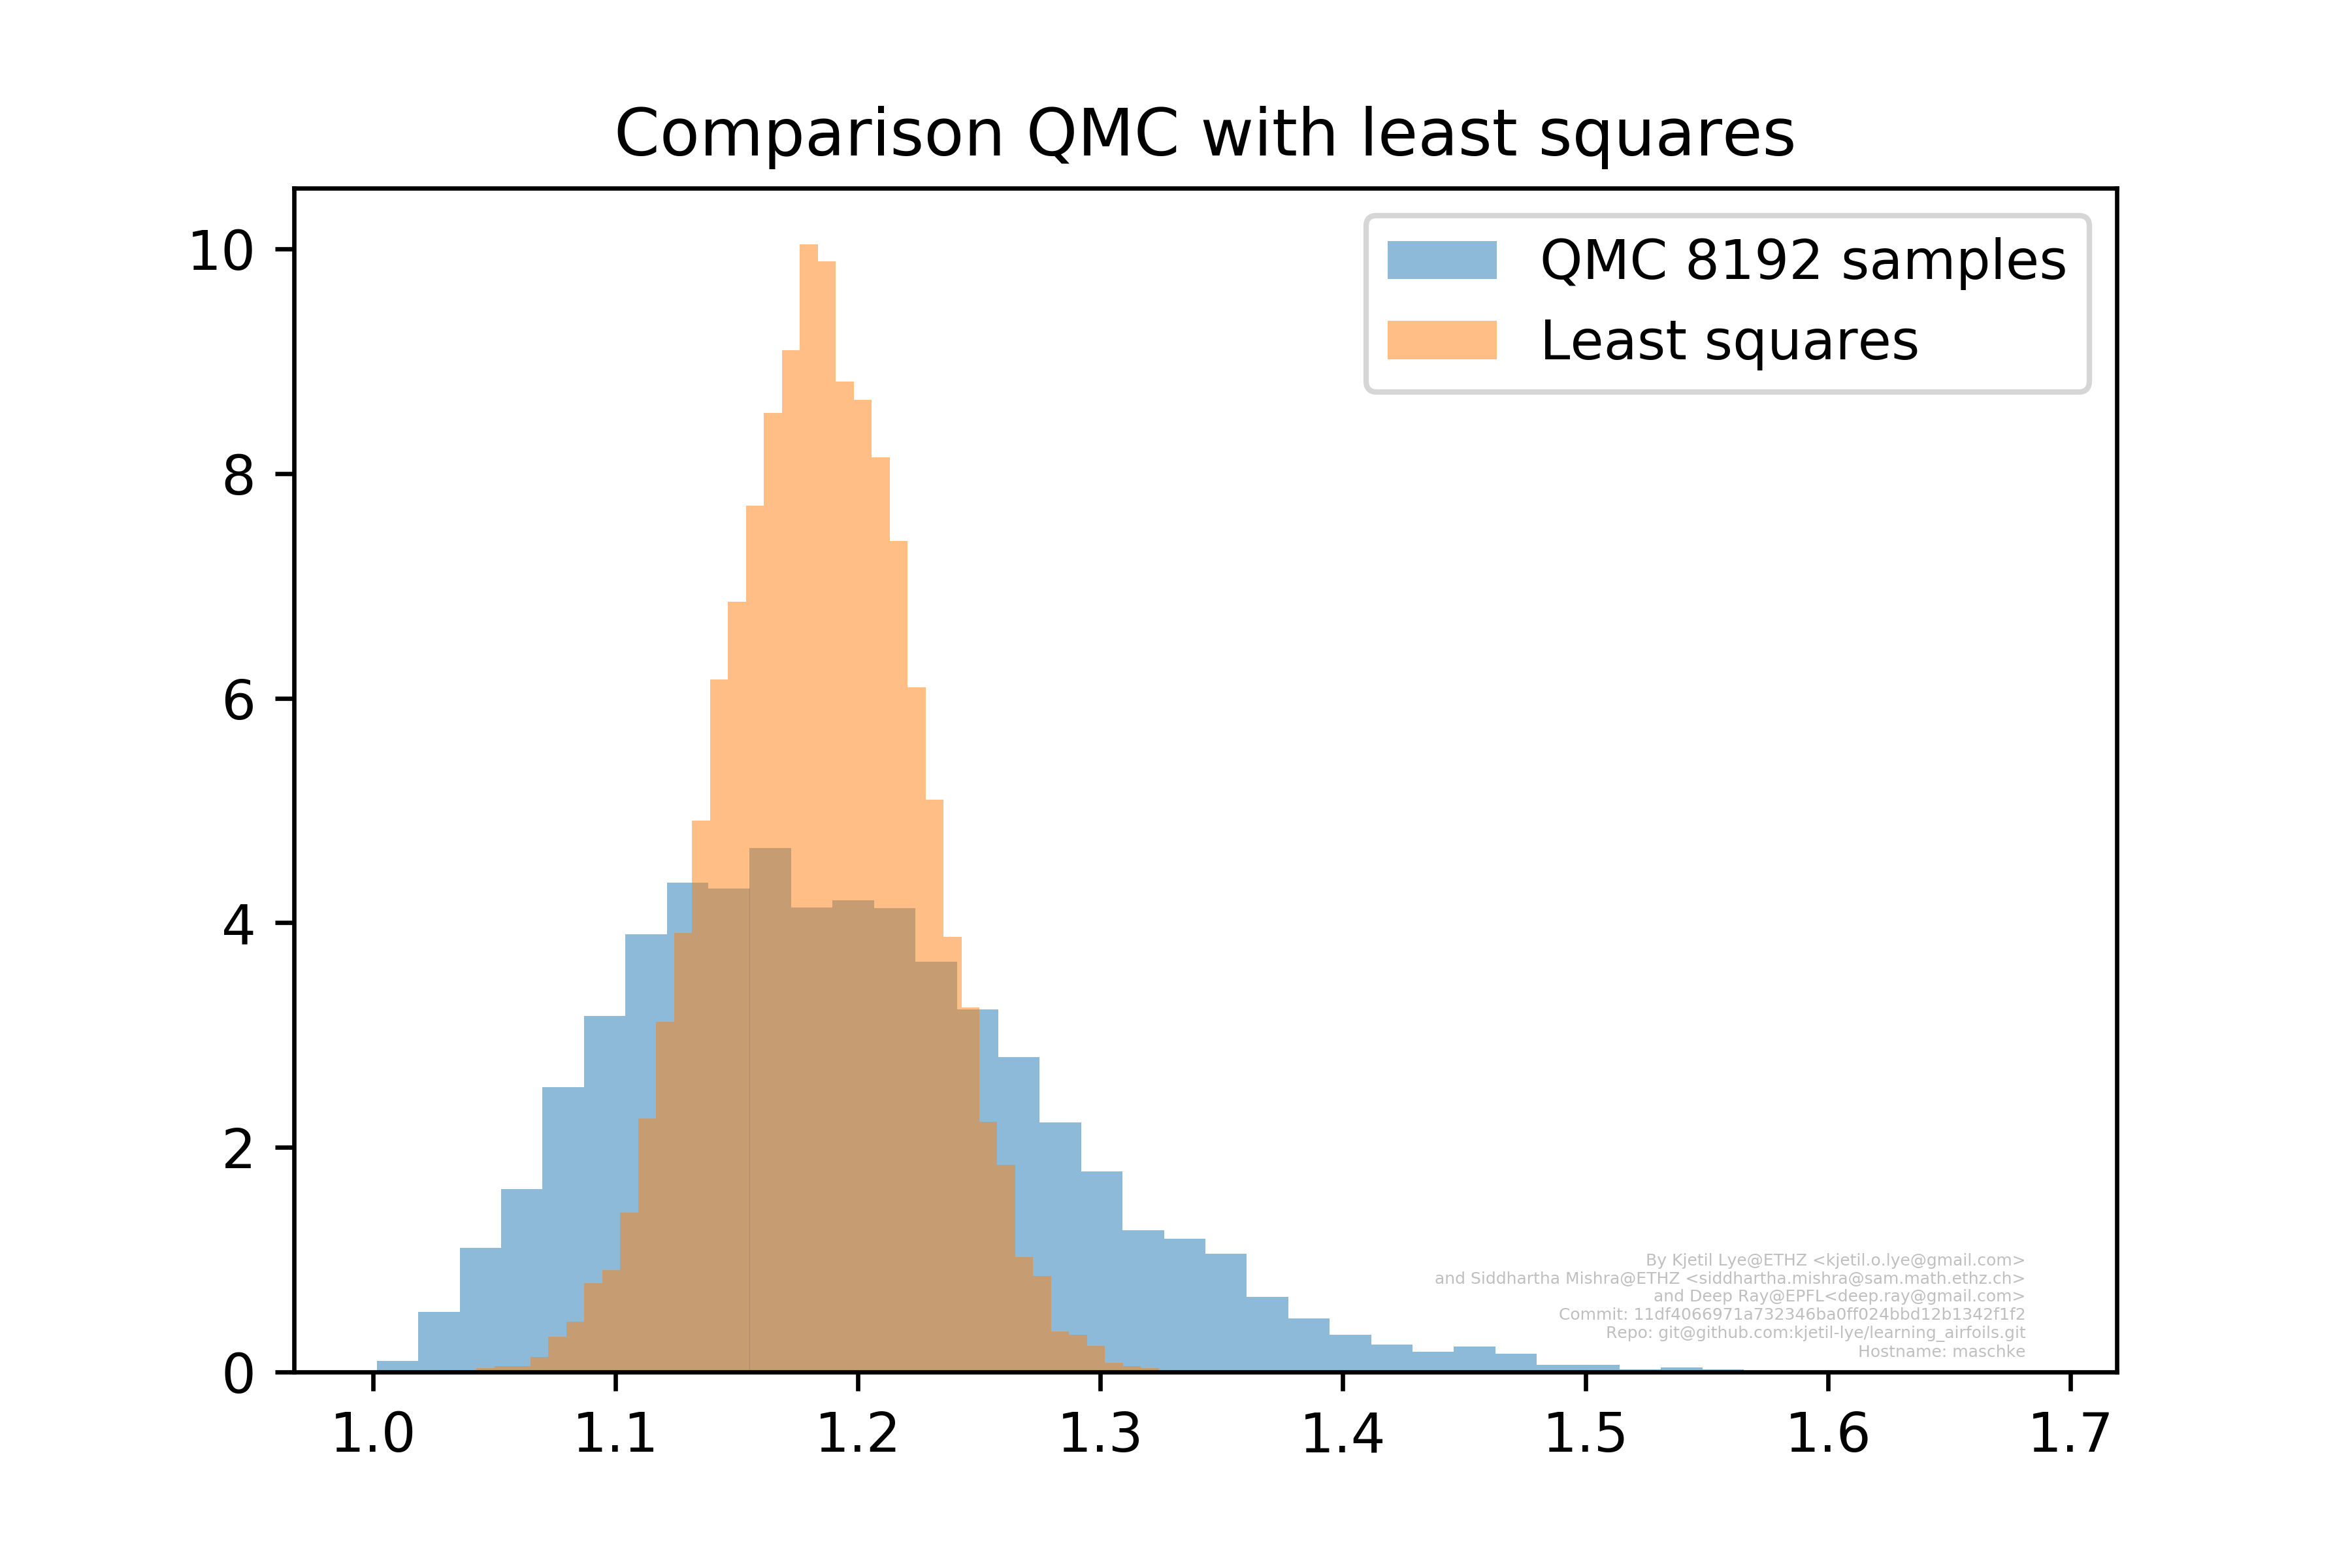 Comparison QMC with least squares
QMC 8192 samples
Least squares
10
8
6
4
2
0
1.0 1.1 1.2 1.3 1.4 1.5 1.6 1.7
By Kjetil Lye@ETHZ <kjetil.o.lye@gmail.com>
and Siddhartha Mishra@ETHZ <siddhartha.mishra@sam.math.ethz.ch>
and Deep Ray@EPFL<deep.ray@gmail.com>
Commit: 11df4066971a732346ba0ff024bbd12b1342f1f2
Repo: git@github.com:kjetil-lye/learning_airfoils.git
Hostname: maschke